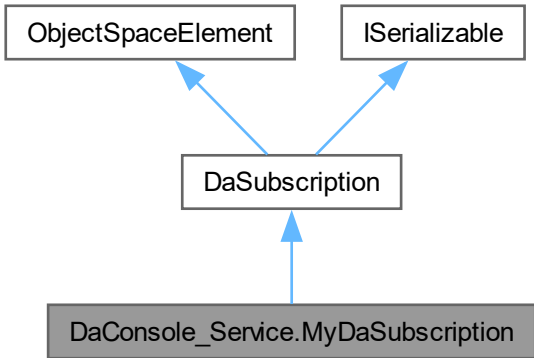 ObjectSpaceElement
ISerializable
DaSubscription
DaConsole_Service.MyDaSubscription